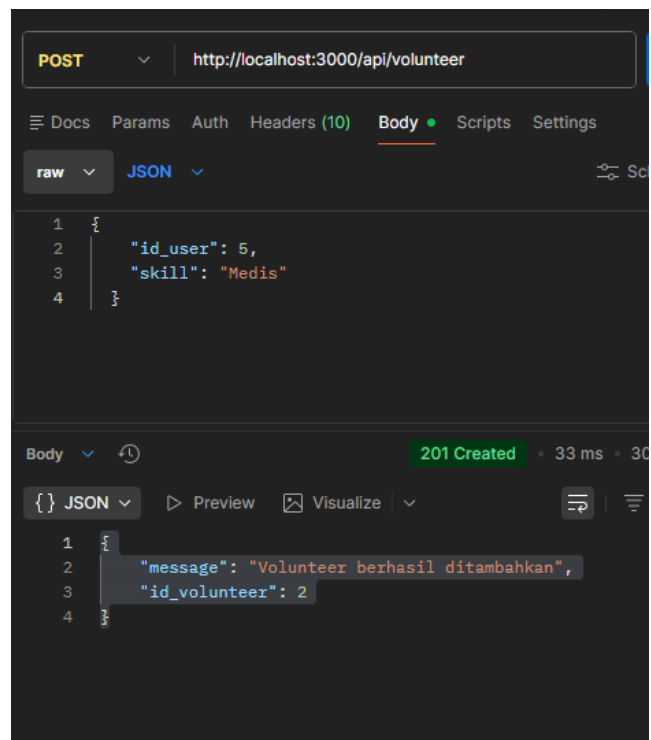 POST http://localhost:3000/api/volunteer
Docs Params Auth Headers (10) Body Scripts Settings
raw JSON
1 {
2 "id_user": 5,
3 "skill": "Medis"
4 }
Body 201 Created 33 ms
{} JSON Preview Visualize
1 {
2 "message": "Volunteer berhasil ditambahkan",
3 "id_volunteer": 2
4 }